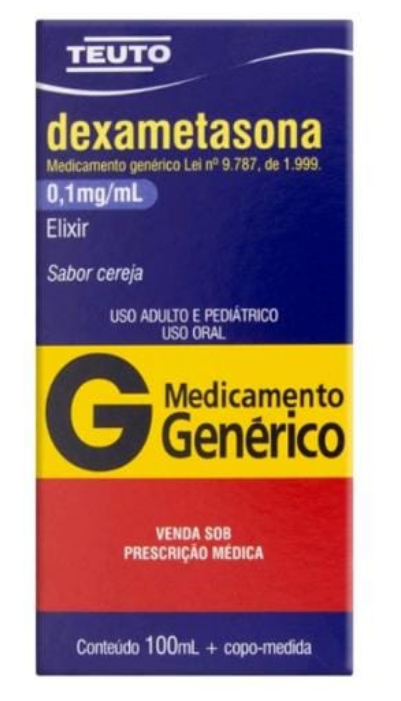 TEUTO
dexametasona
Medicamento genérico Lei nº 9.787, de 1.999.
0,1mg/mL
Elixir
Sabor cereja
USO ADULTO E PEDIÁTRICO
USO ORAL
G Medicamento
Genérico
VENDA SOB
PRESCRIÇÃO MÉDICA
Conteúdo 100mL + copo-medida